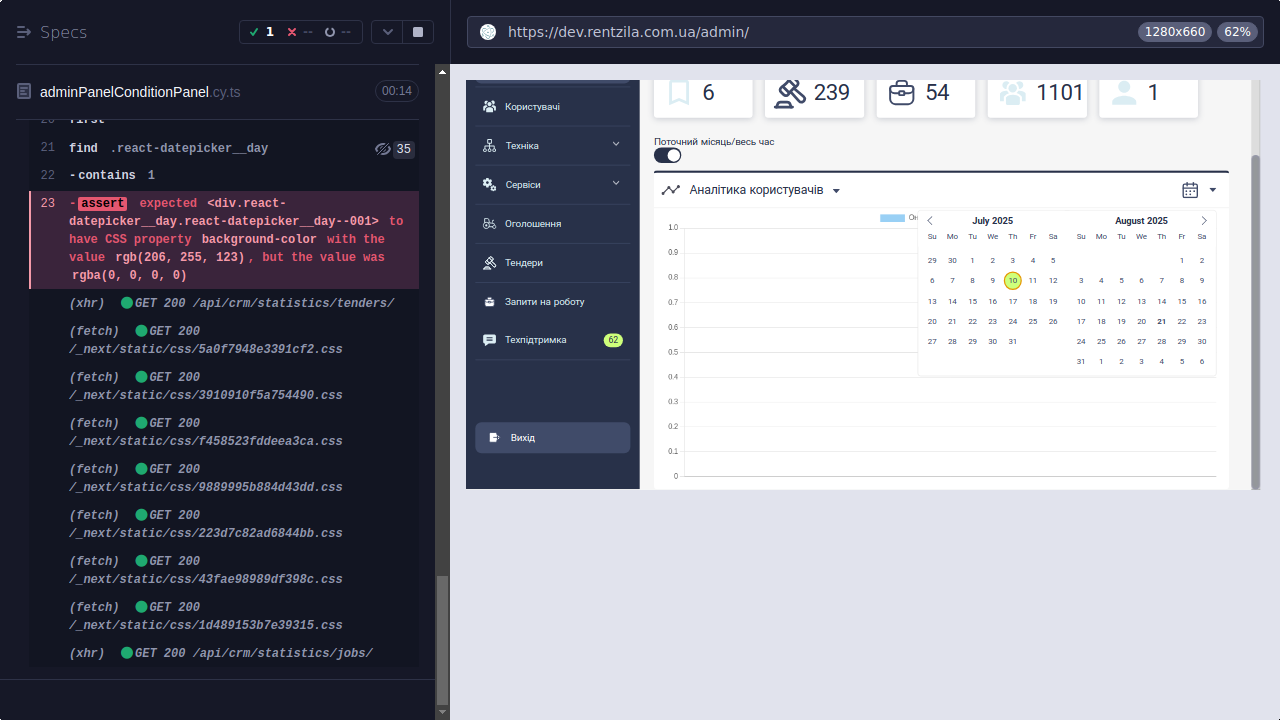 Specs
1
--
--
https://dev.rentzila.com.ua/admin/
1280x660
62%
adminPanelConditionPanel.cy.ts
00:14
20 first
21 find .react-datepicker__day 35
22 -contains 1
23 -assert expected <div.react-
datepicker__day.react-datepicker__day--001> to
have CSS property background-color with the
value rgb(206, 255, 123), but the value was
rgba(0, 0, 0, 0)
(xhr) GET 200 /api/crm/statistics/tenders/
(fetch) GET 200
/_next/static/css/5a0f7948e3391cf2.css
(fetch) GET 200
/_next/static/css/3910910f5a754490.css
(fetch) GET 200
/_next/static/css/f458523fddeea3ca.css
(fetch) GET 200
/_next/static/css/9889995b884d43dd.css
(fetch) GET 200
/_next/static/css/223d7c82ad6844bb.css
(fetch) GET 200
/_next/static/css/43fae98989df398c.css
(fetch) GET 200
/_next/static/css/1d489153b7e39315.css
(xhr) GET 200 /api/crm/statistics/jobs/
Користувачі
Техніка
Сервіси
Оголошення
Тендери
Запити на роботу
Техпідтримка 62
Вихід
6
239
54
1101
1
Поточний місяць/весь час
Аналітика користувачів
1.0
0.9
0.8
0.7
0.6
0.5
0.4
0.3
0.2
0.1
0
July 2025
Su Mo Tu We Th Fr Sa
29 30 1 2 3 4 5
6 7 8 9 10 11 12
13 14 15 16 17 18 19
20 21 22 23 24 25 26
27 28 29 30 31
August 2025
Su Mo Tu We Th Fr Sa
1 2
3 4 5 6 7 8 9
10 11 12 13 14 15 16
17 18 19 20 21 22 23
24 25 26 27 28 29 30
31 1 2 3 4 5 6